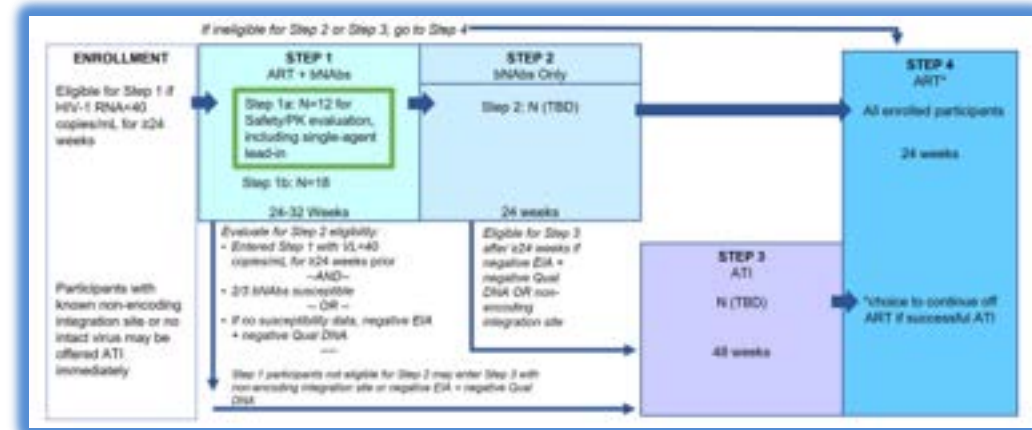 If ineligible for Step 2 or Step 3, go to Step 4
ENROLLMENT
Eligible for Step 1 if
HIV-1 RNA<40
copies/mL for ≥24
weeks
Participants with
known non-encoding
integration site or no
intact virus may be
offered ATI
immediately
STEP 1
ART + bNAbs
Step 1a: N=12 for
Safety/PK evaluation,
including single-agent
lead-in
Step 1b: N=18
24-32 Weeks
Evaluate for Step 2 eligibility:
• Entered Step 1 with VL<40
copies/mL for ≥24 weeks prior
--AND--
• 2/3 bNAbs susceptible
-- OR --
• If no susceptibility data, negative EIA
+ negative Qual DNA
----
Step 1 participants not eligible for Step 2 may enter Step 3 with
non-encoding integration site or negative EIA + negative Qual
DNA
STEP 2
bNAbs Only
Step 2: N (TBD)
24 weeks
Eligible for Step 3
after ≥24 weeks if
negative EIA +
negative Qual
DNA OR non-
encoding
integration site
STEP 3
ATI
N (TBD)
48 weeks
STEP 4
ART*
All enrolled participants
24 weeks
*choice to continue off
ART if successful ATI